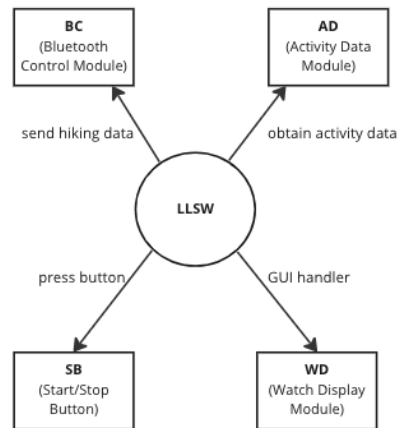 BC
(Bluetooth
Control Module)
AD
(Activity Data
Module)
send hiking data
obtain activity data
LLSW
press button
GUI handler
SB
(Start/Stop
Button)
WD
(Watch Display
Module)